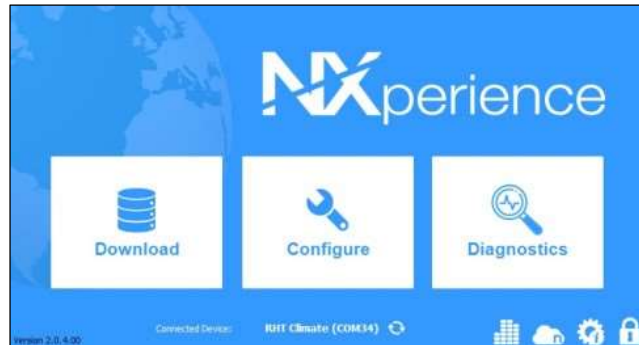 NXperience
Download
Configure
Diagnostics
Connected Device:
RHT Climate (COM34)
Version 2.0.4.00
n